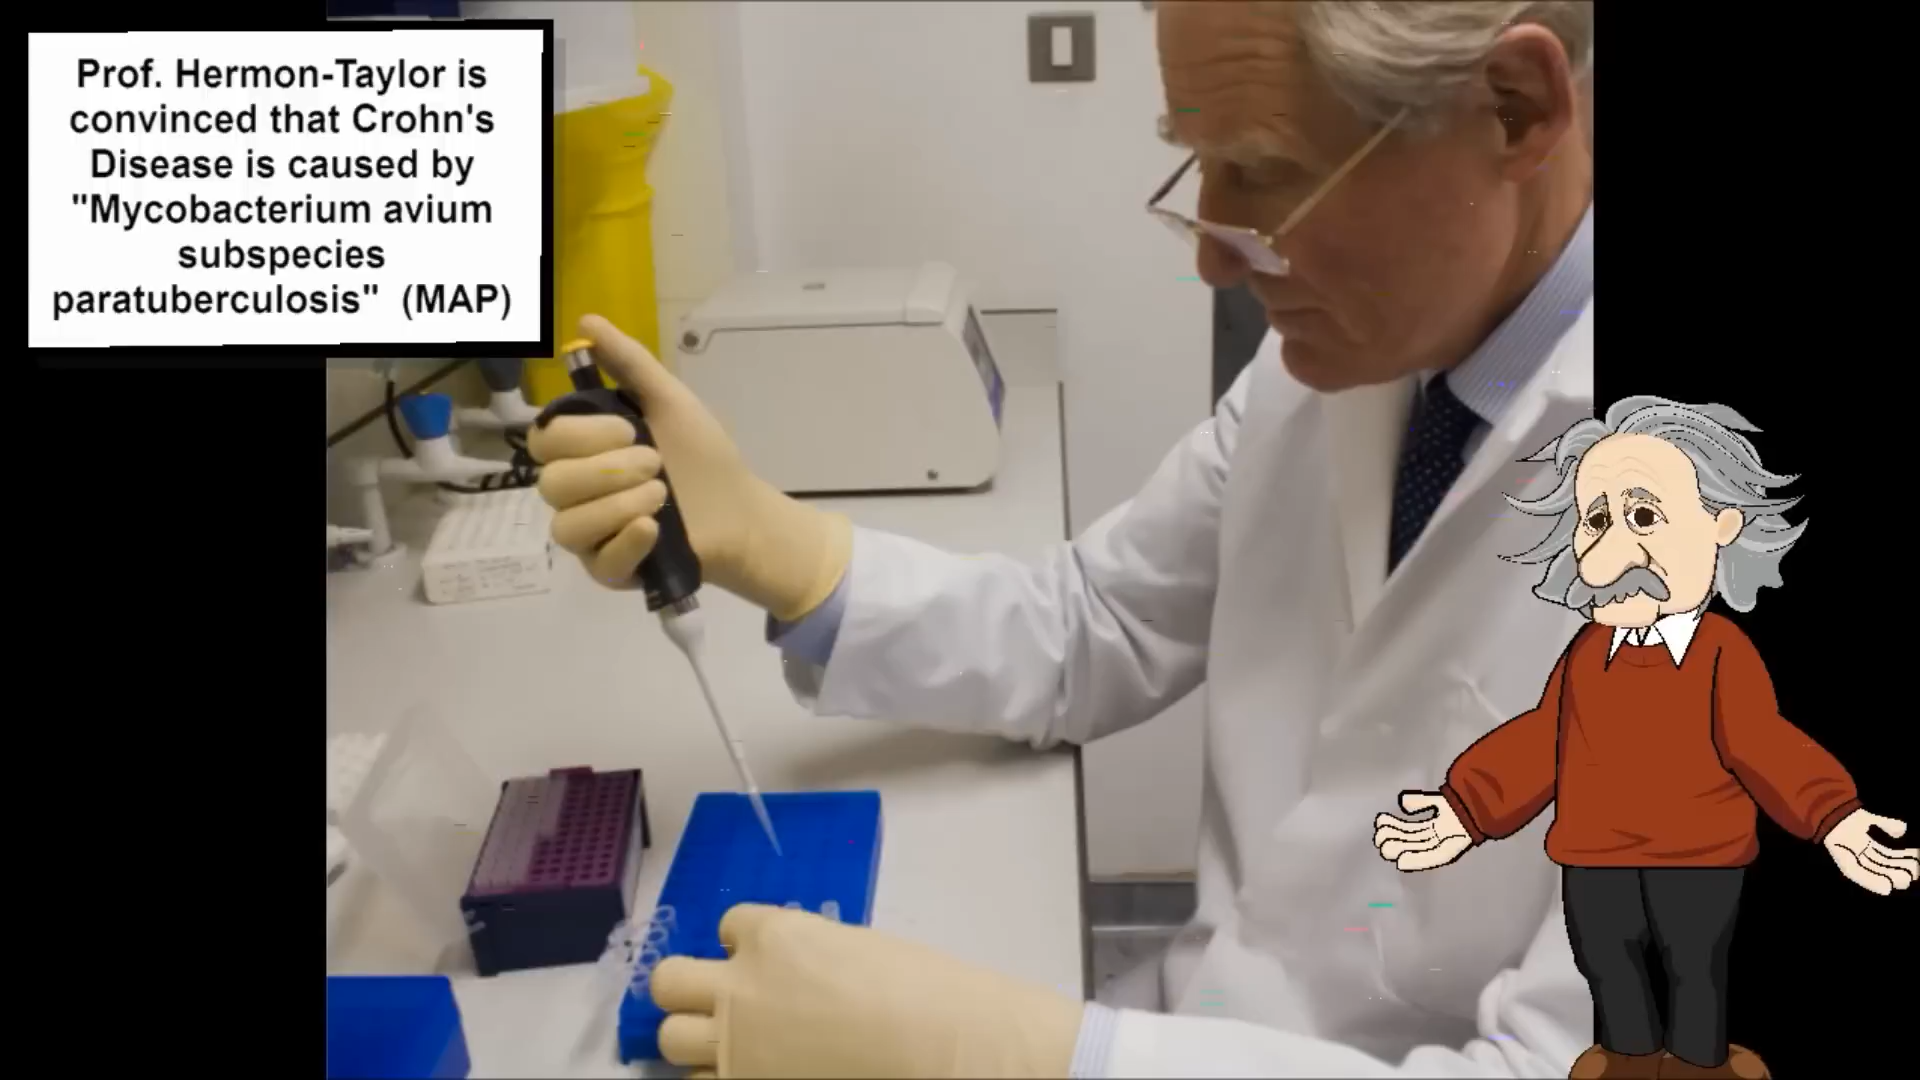 Prof. Hermon-Taylor is
convinced that Crohn's
Disease is caused by
"Mycobacterium avium
subspecies
paratuberculosis" (MAP)